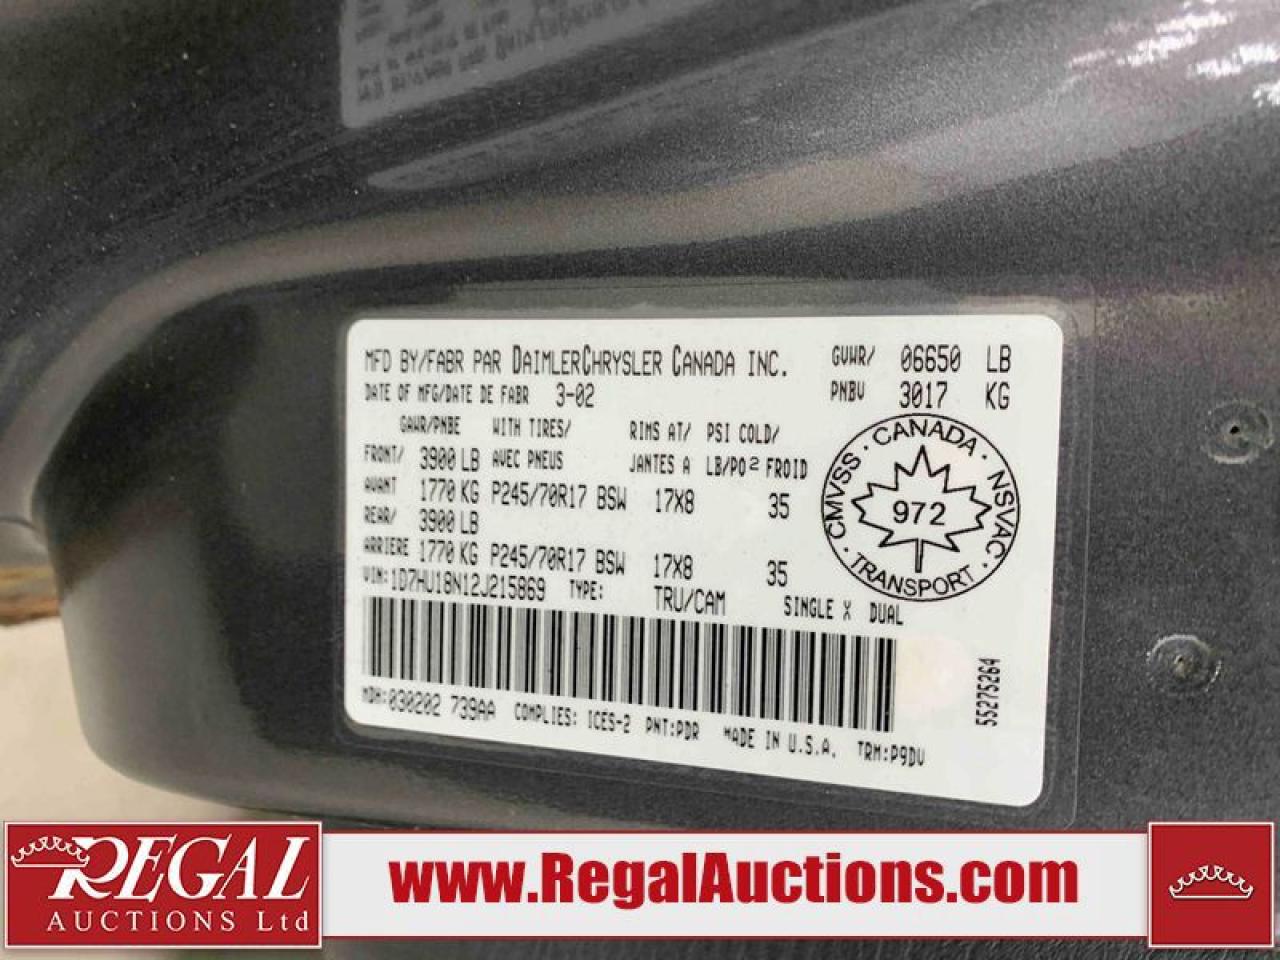 MFD BY/FABR PAR DAIMLERCHRYSLER CANADA INC. GVWR/ 06650 LB
DATE OF MFG/DATE DE FABR 3-02 PNBV 3017 KG
GAWR/PNBE WITH TIRES/ RIMS AT/ PSI COLD/
FRONT/ 3900 LB AVEC PNEUS JANTES A LB/PO2 FROID
AVANT 1770 KG P245/70R17 BSW 17X8 35
REAR/ 3900 LB
ARRIERE 1770 KG P245/70R17 BSW 17X8 35
VIN: 1D7HU18N12J215869 TYPE: TRU/CAM SINGLE X DUAL
CMVSS · CANADA · NSVAC · TRANSPORT ·
972
MDH: 030202 739AA COMPLIES: ICES-2 PNT:PDR MADE IN U.S.A. TRM:P9DV
55275264
REGAL
AUCTIONS Ltd
www.RegalAuctions.com